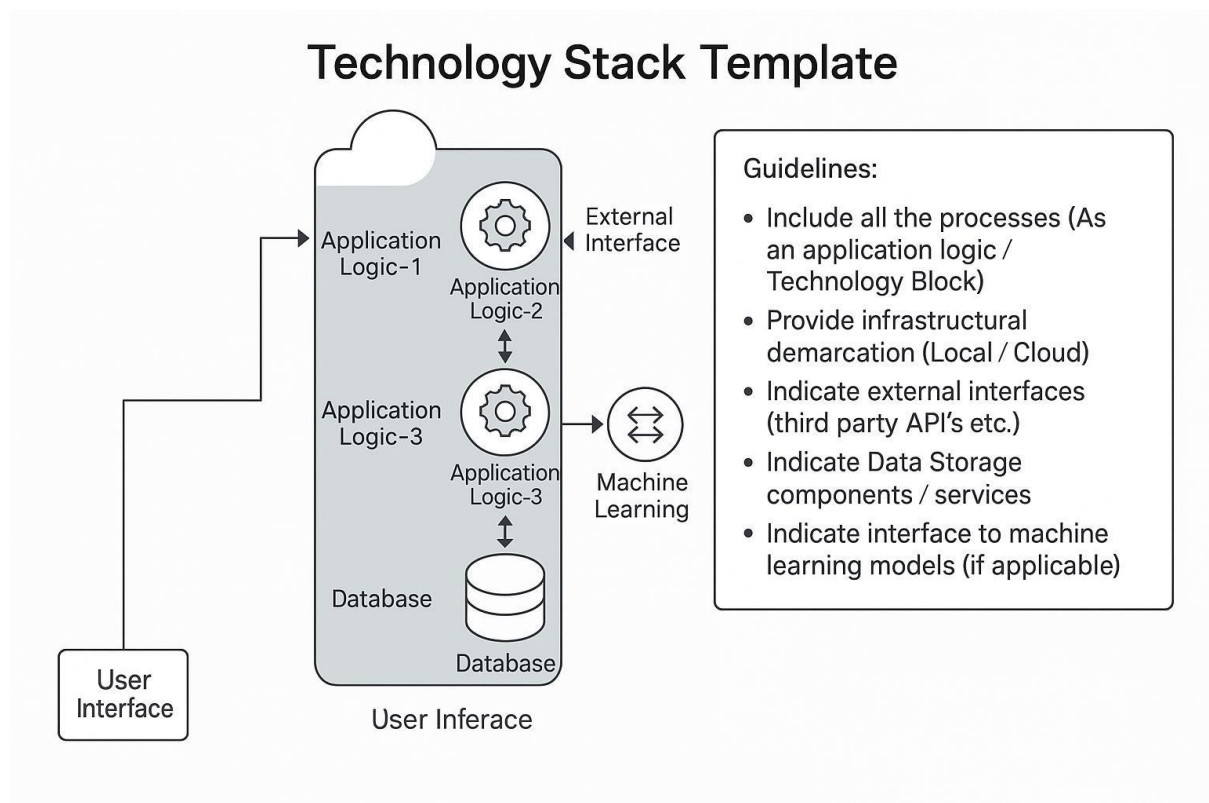 Technology Stack Template
Application
Logic-1
Application
Logic-2
External
Interface
Application
Logic-3
Application
Logic-3
Machine
Learning
Database
Database
User Inferace
User
Interface
Guidelines:
• Include all the processes (As
an application logic /
Technology Block)
• Provide infrastructural
demarcation (Local / Cloud)
• Indicate external interfaces
(third party API's etc.)
• Indicate Data Storage
components / services
• Indicate interface to machine
learning models (if applicable)